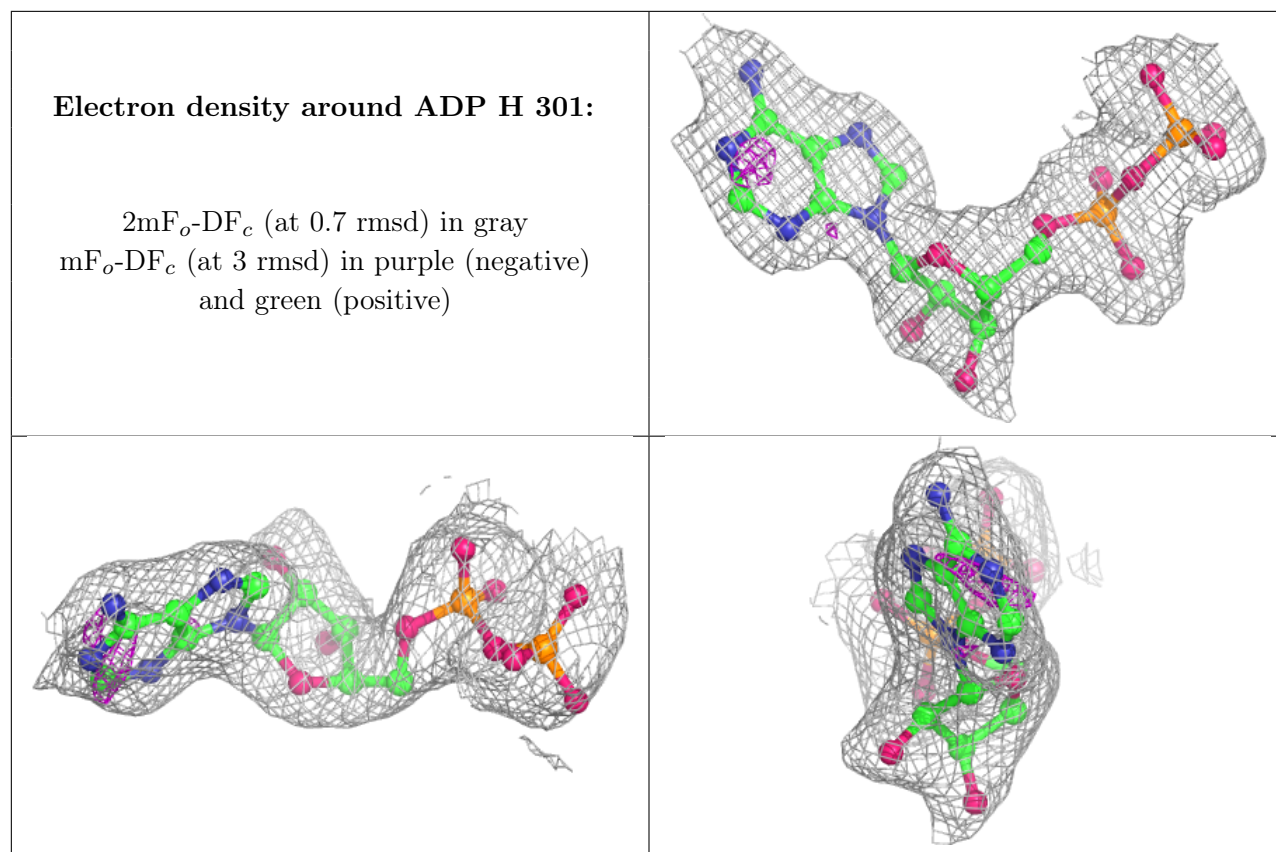 Electron density around ADP H 301:
2mFo-DFc (at 0.7 rmsd) in gray
mFo-DFc (at 3 rmsd) in purple (negative)
and green (positive)